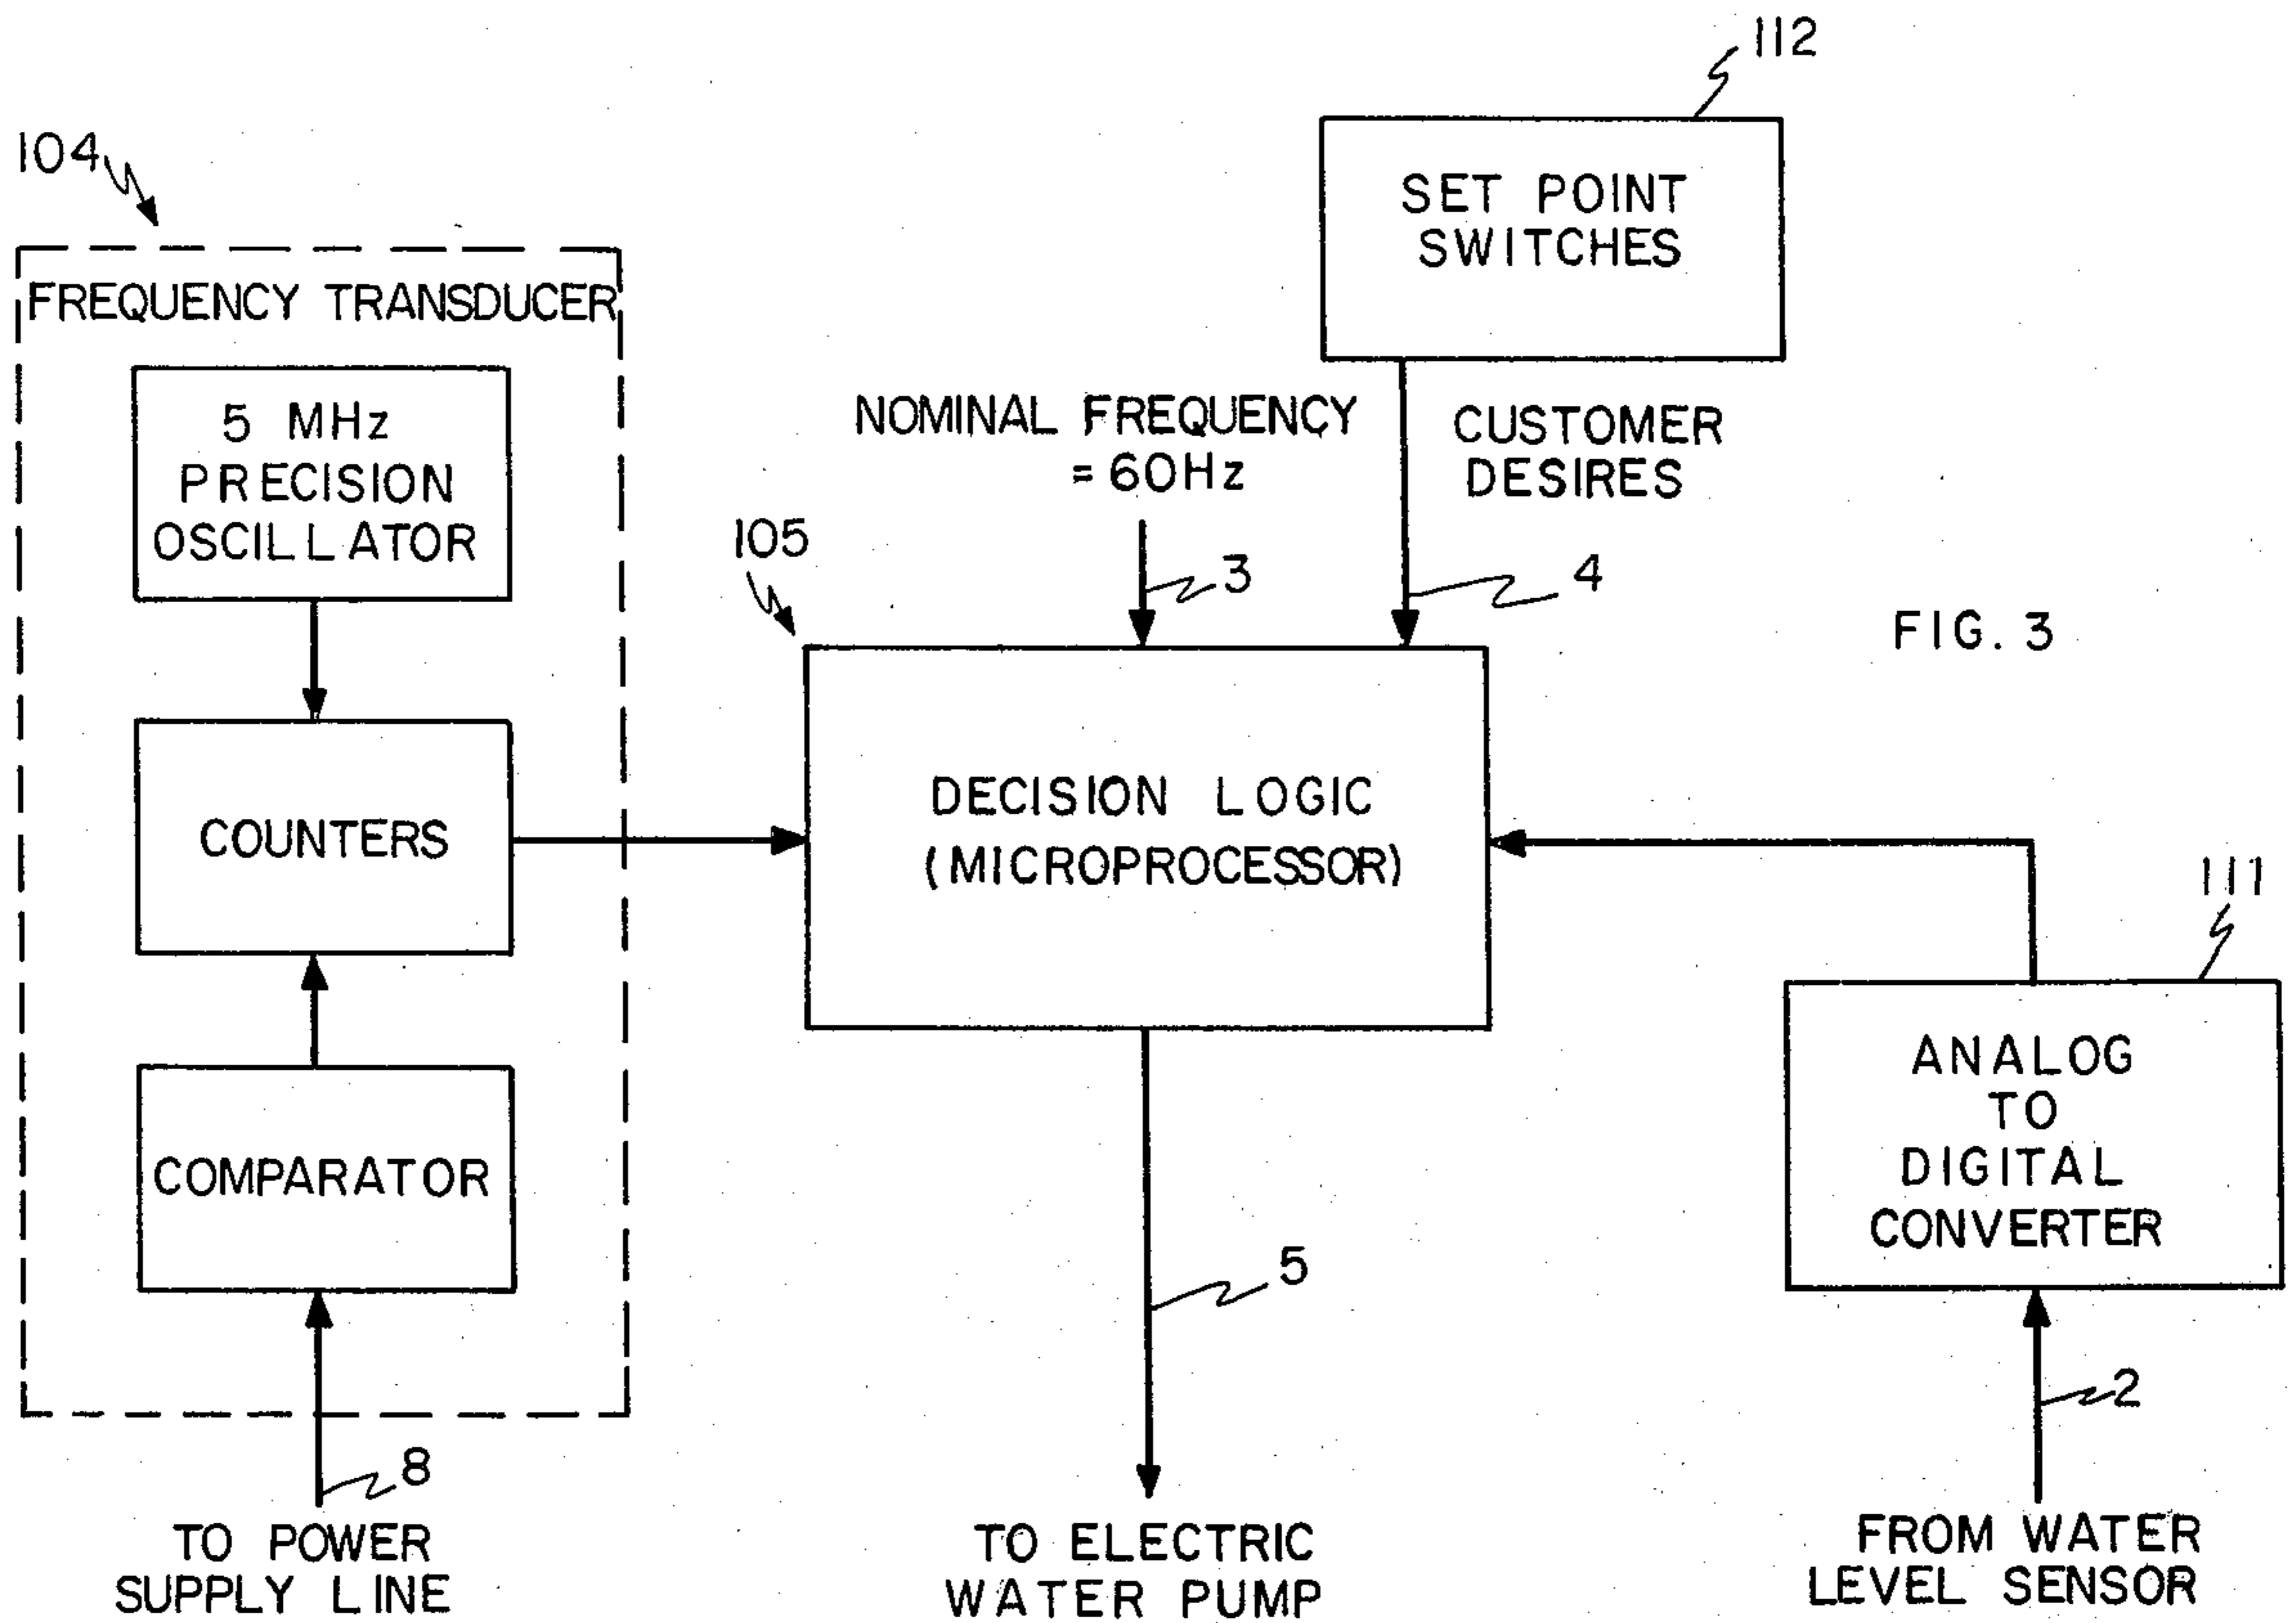 112
104
SET POINT
SWITCHES
FREQUENCY TRANSDUCER
5 MHz
PRECISION
OSCILLATOR
NOMINAL FREQUENCY
= 60Hz
CUSTOMER
DESIRES
105
3
4
FIG. 3
COUNTERS
DECISION LOGIC
(MICROPROCESSOR)
111
ANALOG
TO
DIGITAL
CONVERTER
COMPARATOR
5
2
8
TO POWER
SUPPLY LINE
TO ELECTRIC
WATER PUMP
FROM WATER
LEVEL SENSOR